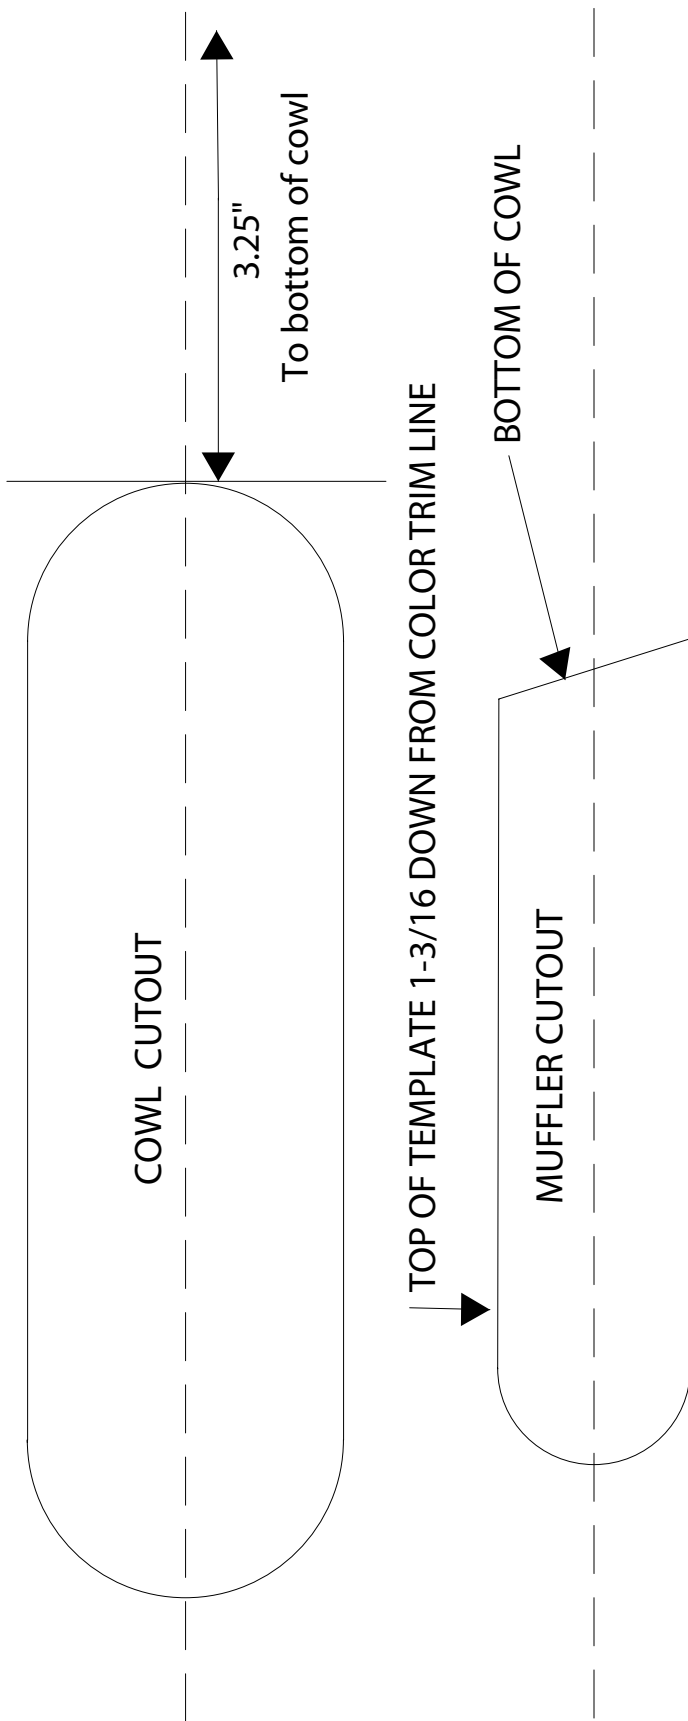 3.25"
To bottom of cowl
COWL CUTOUT
TOP OF TEMPLATE 1-3/16 DOWN FROM COLOR TRIM LINE
BOTTOM OF COWL
MUFFLER CUTOUT